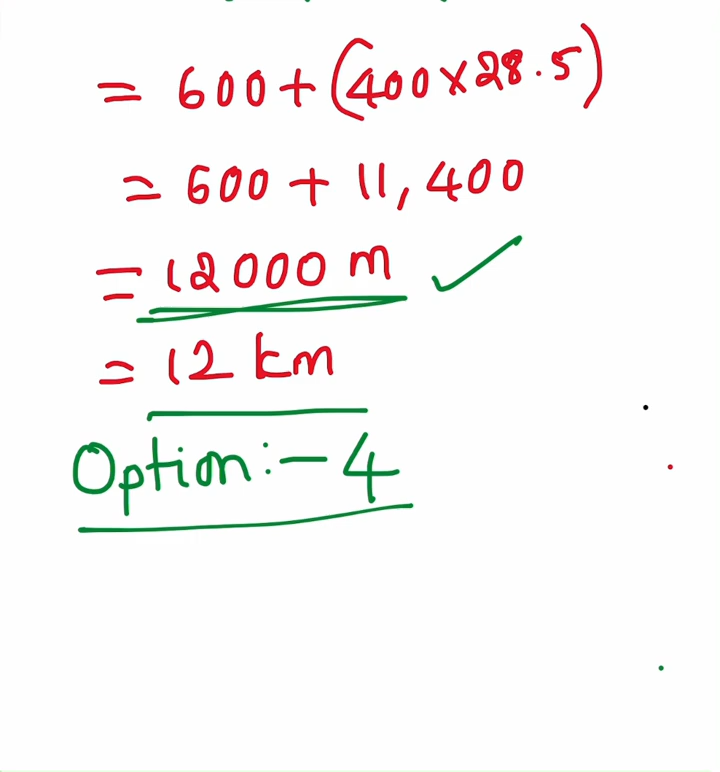 = 600 + (400 x 28.5)
= 600 + 11,400
= 12000 m ✓
= 12 km
Option:- 4